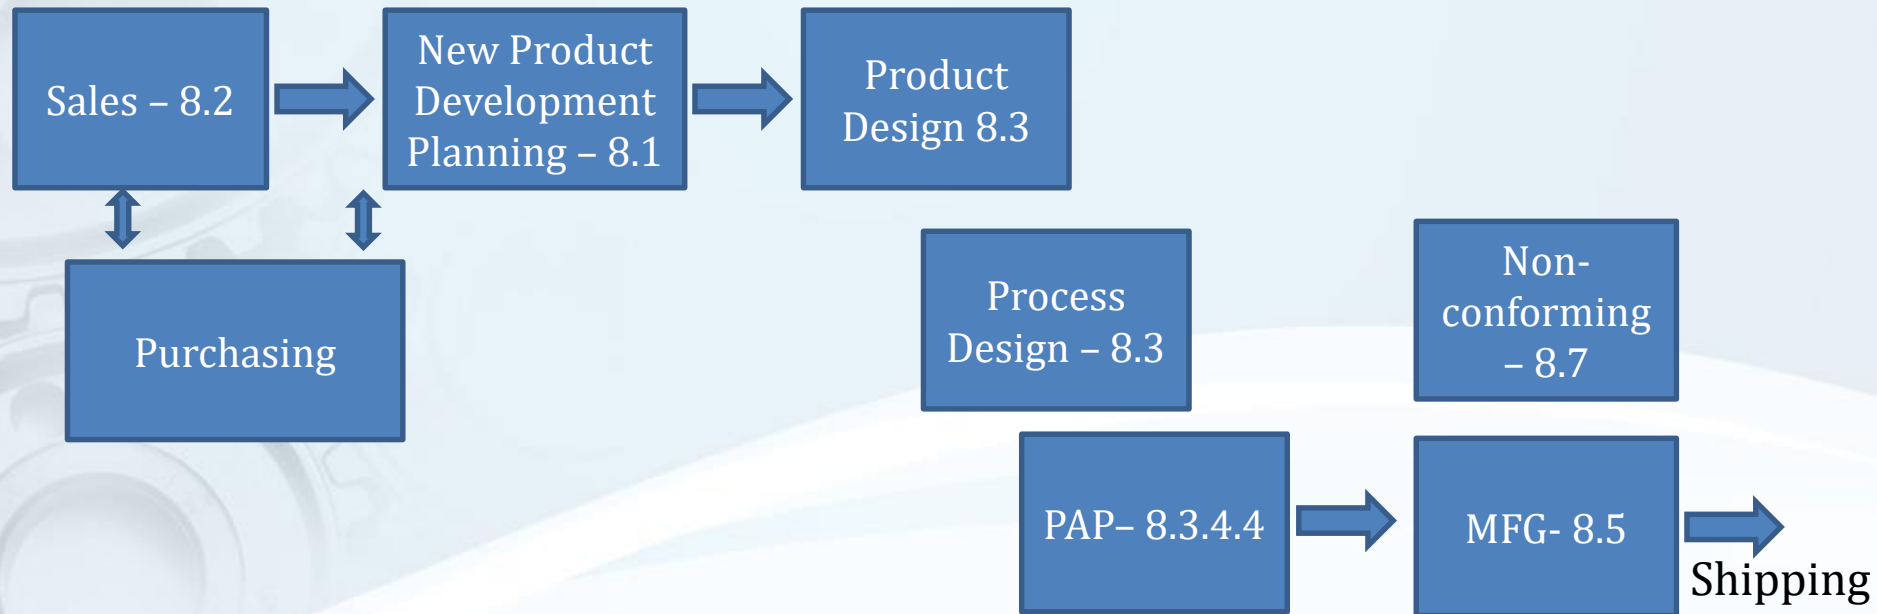 Sales – 8.2
New Product
Development
Planning – 8.1
Product
Design 8.3
Purchasing
Process
Design – 8.3
Non-
conforming
– 8.7
PAP– 8.3.4.4
MFG- 8.5
Shipping